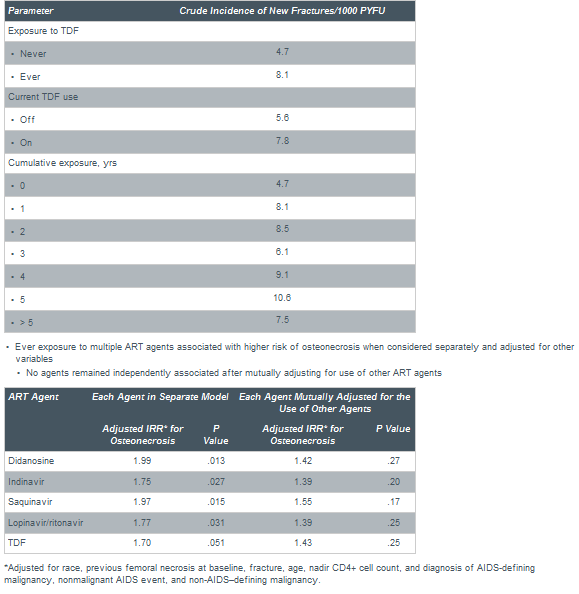 Parameter Crude Incidence of New Fractures/1000 PYFU
Exposure to TDF
• Never 4.7
• Ever 8.1
Current TDF use
• Off 5.6
• On 7.8
Cumulative exposure, yrs
• 0 4.7
• 1 8.1
• 2 8.5
• 3 6.1
• 4 9.1
• 5 10.6
• > 5 7.5
• Ever exposure to multiple ART agents associated with higher risk of osteonecrosis when considered separately and adjusted for other
variables
• No agents remained independently associated after mutually adjusting for use of other ART agents
ART Agent Each Agent in Separate Model Each Agent Mutually Adjusted for the
Use of Other Agents
Adjusted IRR* for P Adjusted IRR* for P Value
Osteonecrosis Value Osteonecrosis
Didanosine 1.99 .013 1.42 .27
Indinavir 1.75 .027 1.39 .20
Saquinavir 1.97 .015 1.55 .17
Lopinavir/ritonavir 1.77 .031 1.39 .25
TDF 1.70 .051 1.43 .25
*Adjusted for race, previous femoral necrosis at baseline, fracture, age, nadir CD4+ cell count, and diagnosis of AIDS-defining
malignancy, nonmalignant AIDS event, and non-AIDS–defining malignancy.